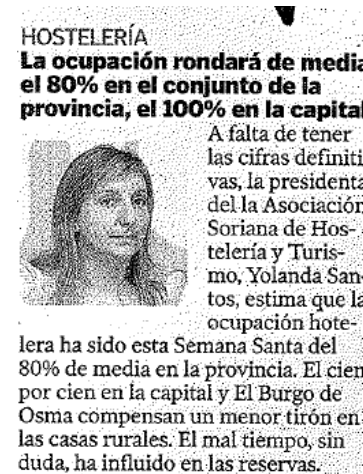 HOSTELERÍA
La ocupación rondará de media
el 80% en el conjunto de la
provincia, el 100% en la capital
A falta de tener
las cifras definiti
vas, la presidenta
del la Asociación
Soriana de Hos-
telería y Turis-
mo, Yolanda San-
tos, estima que la
ocupación hote-
lera ha sido esta Semana Santa del
80% de media en la provincia. El cien
por cien en la capital y El Burgo de
Osma compensan un menor tirón en
las casas rurales. El mal tiempo, sin
duda, ha influido en las reservas.